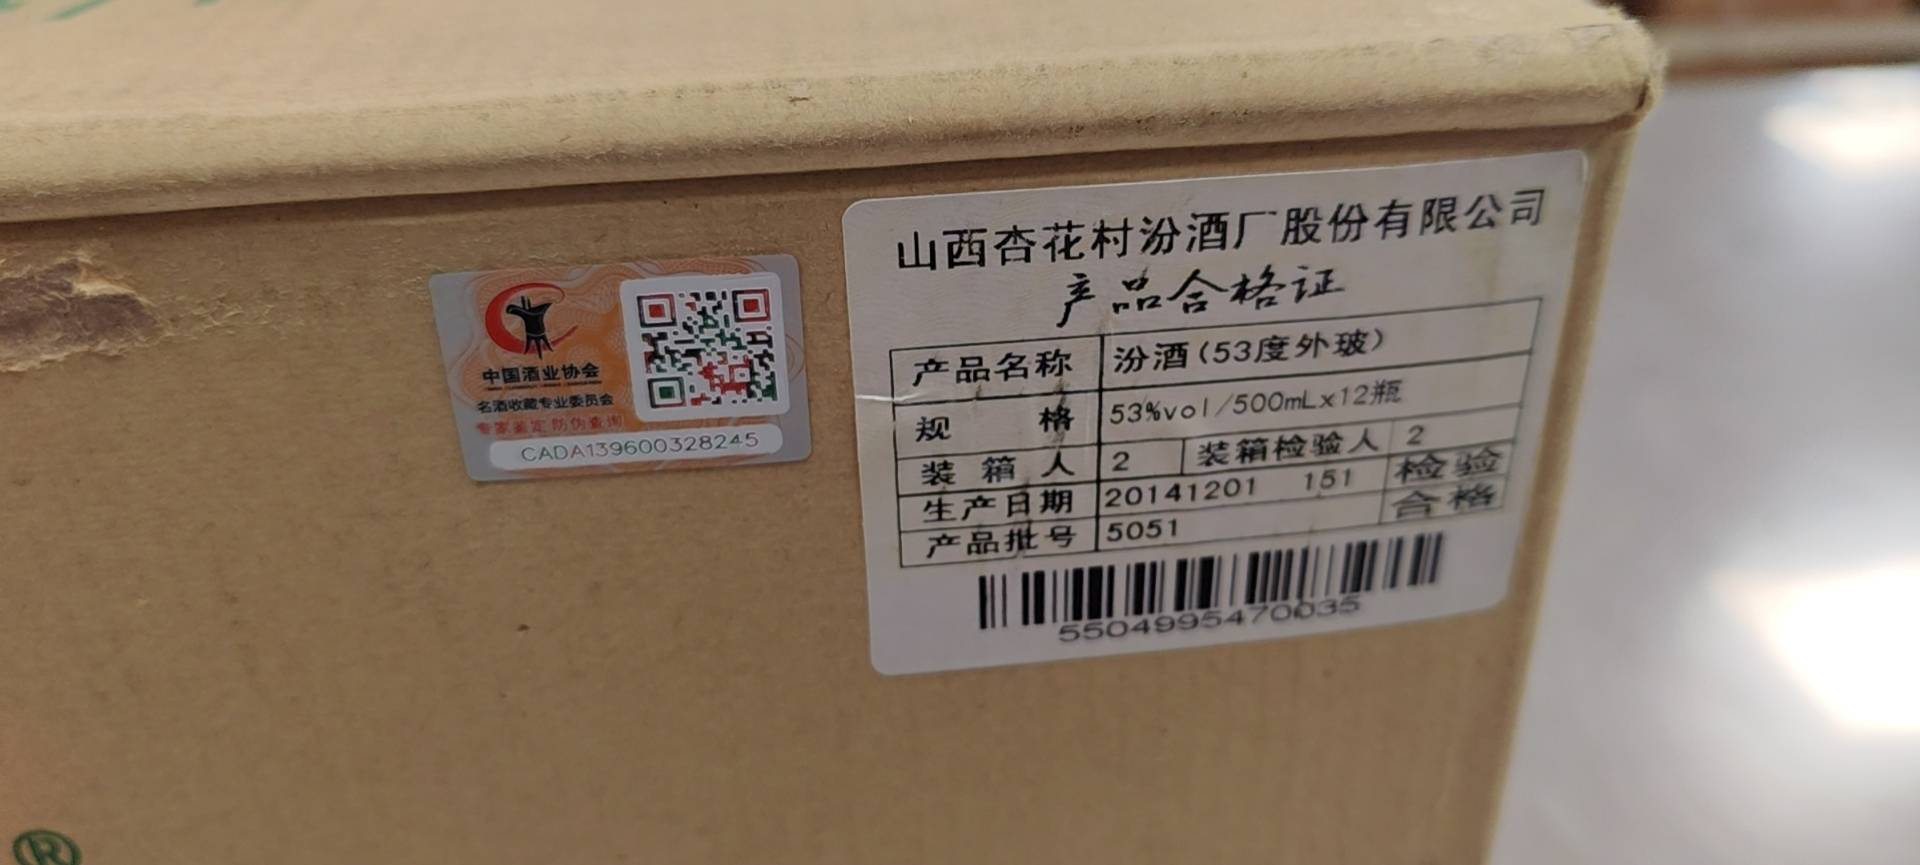 中国酒业协会
名酒收藏专业委员会
专家鉴定 防伪查询
CADA139600328245
山西杏花村汾酒厂股份有限公司
产品合格证
产品名称 汾酒(53度外玻)
规格 53%vol/500mLx12瓶
装箱人 2 装箱检验人 2
生产日期 20141201 151 检验
产品批号 5051 合格
5504995470035
®